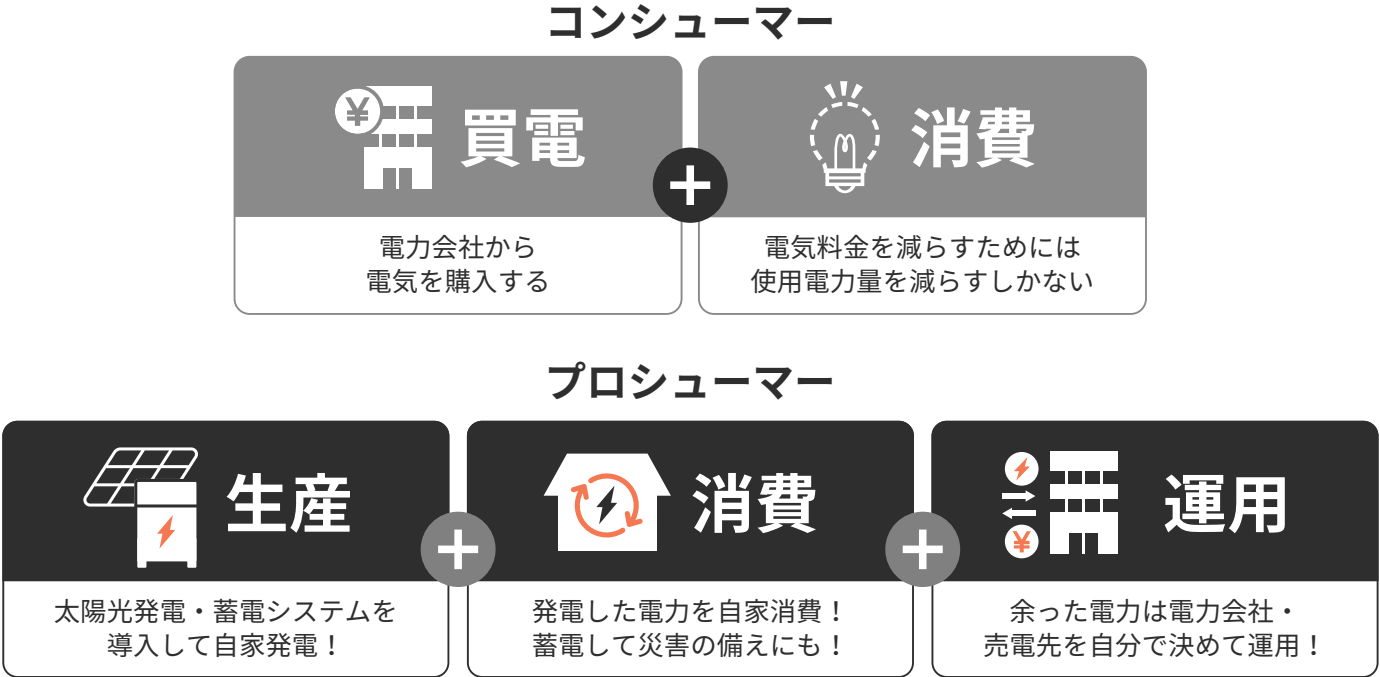 コンシューマー
¥
買電
+
消費
電力会社から
電気を購入する
電気料金を減らすためには
使用電力量を減らすしかない
プロシューマー
生産
+
消費
+
¥
運用
太陽光発電・蓄電システムを
導入して自家発電！
発電した電力を自家消費！
蓄電して災害の備えにも！
余った電力は電力会社・
売電先を自分で決めて運用！